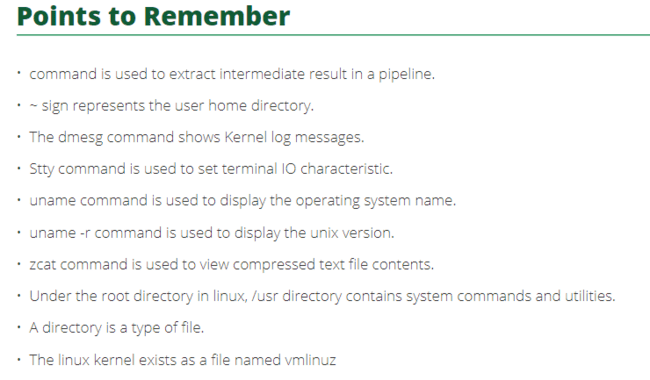 Points to Remember
• command is used to extract intermediate result in a pipeline.
• ~ sign represents the user home directory.
• The dmesg command shows Kernel log messages.
• Stty command is used to set terminal IO characteristic.
• uname command is used to display the operating system name.
• uname -r command is used to display the unix version.
• zcat command is used to view compressed text file contents.
• Under the root directory in linux, /usr directory contains system commands and utilities.
• A directory is a type of file.
• The linux kernel exists as a file named vmlinuz